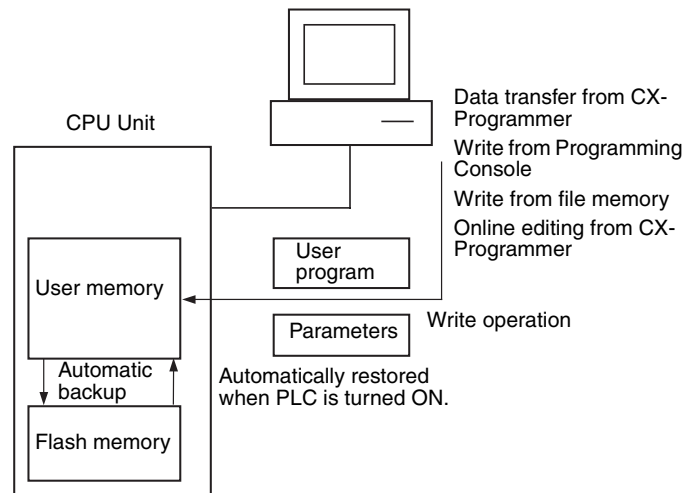 CPU Unit
Data transfer from CX-
Programmer
Write from Programming
Console
Write from file memory
Online editing from CX-
Programmer
User
program
User memory
Parameters
Write operation
Automatic
backup
Automatically restored
when PLC is turned ON.
Flash memory